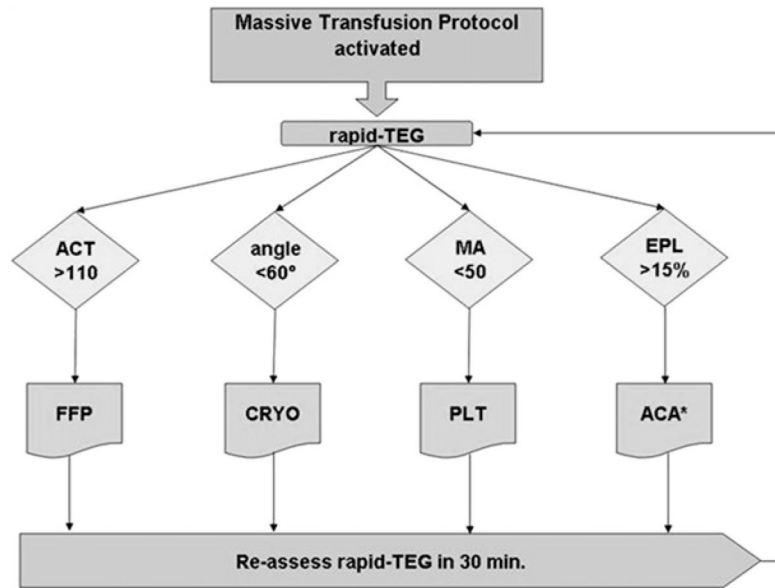 Massive Transfusion Protocol
activated
rapid-TEG
ACT
>110
angle
<60°
MA
<50
EPL
>15%
FFP
CRYO
PLT
ACA*
Re-assess rapid-TEG in 30 min.